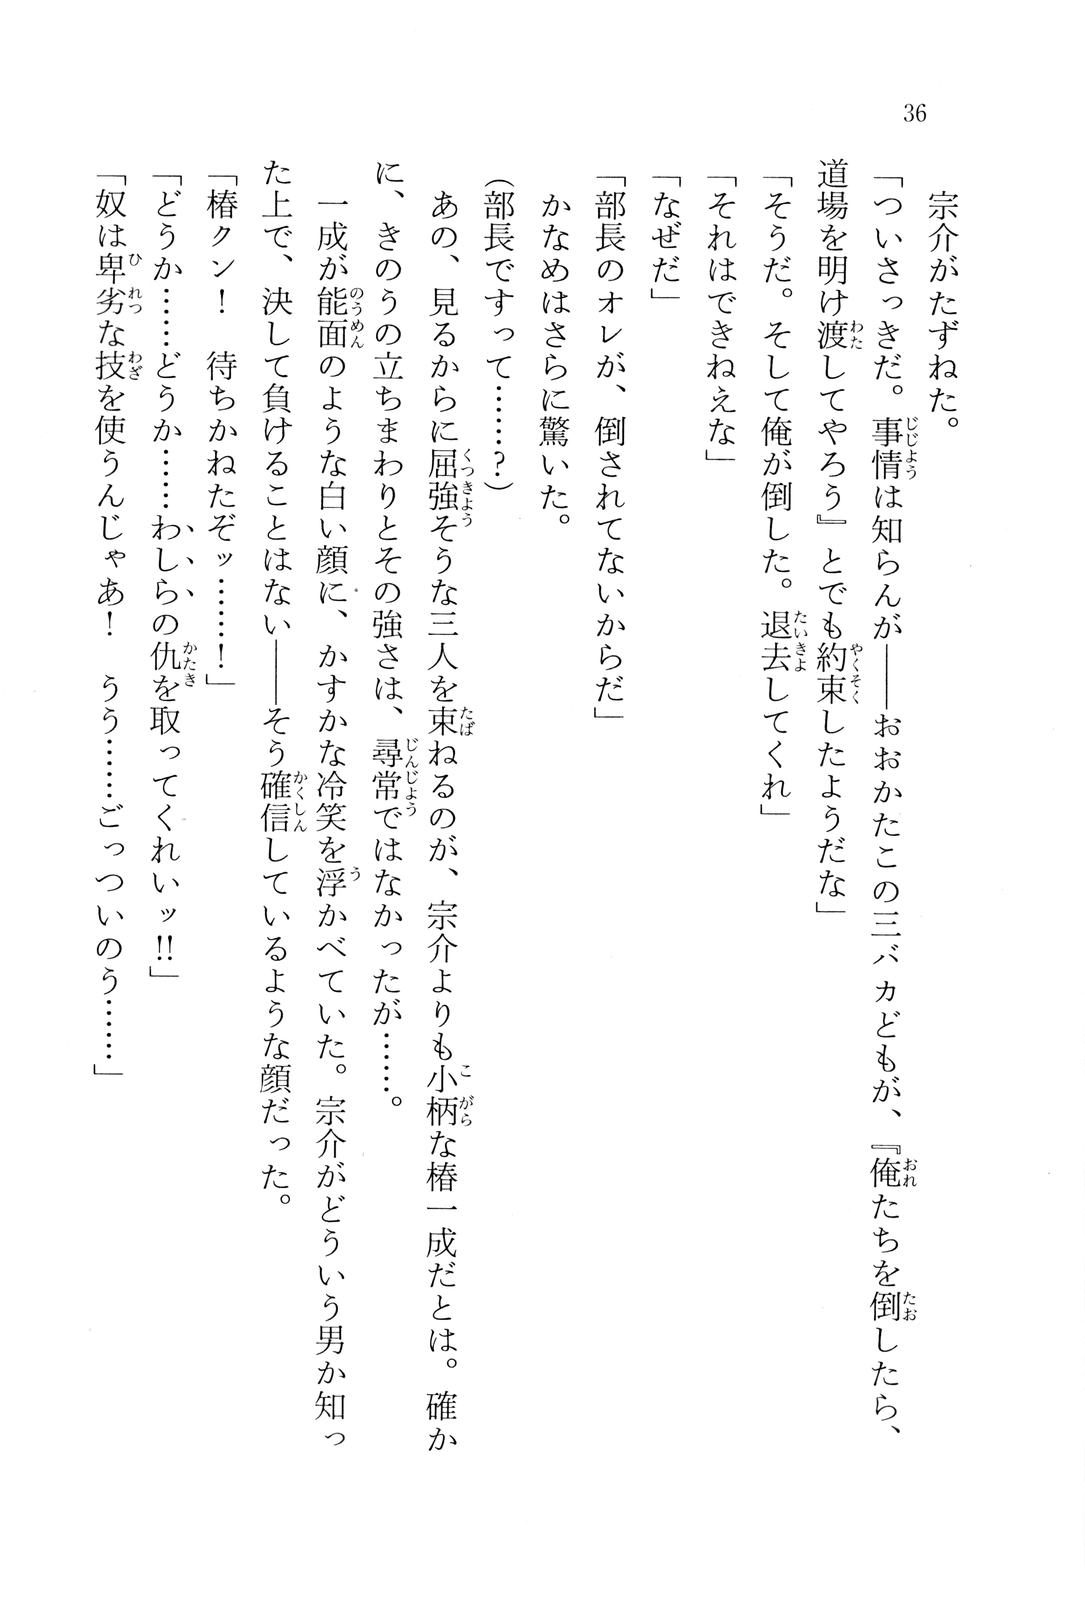 36
　宗介がたずねた。
「ついさっきだ。事情は知らんが――おおかたこの三バカどもが、『俺たちを倒したら、
道場を明け渡してやろう』とでも約束したようだな」
「そうだ。そして俺が倒した。退去してくれ」
「それはできねえな」
「なぜだ」
「部長のオレが、倒されてないからだ」
　かなめはさらに驚いた。
（部長ですって……？）
　あの、見るからに屈強そうな三人を束ねるのが、宗介よりも小柄な椿一成だとは。確か
に、きのうの立ちまわりとその強さは、尋常ではなかったが……。
　一成が能面のような白い顔に、かすかな冷笑を浮かべていた。宗介がどういう男か知っ
た上で、決して負けることはない――そう確信しているような顔だった。
「椿クン！　待ちかねたぞッ……！」
「どうか……どうか……わしらの仇を取ってくれいッ!!」
「奴は卑劣な技を使うんじゃあ！　うう……ごっついのう……」